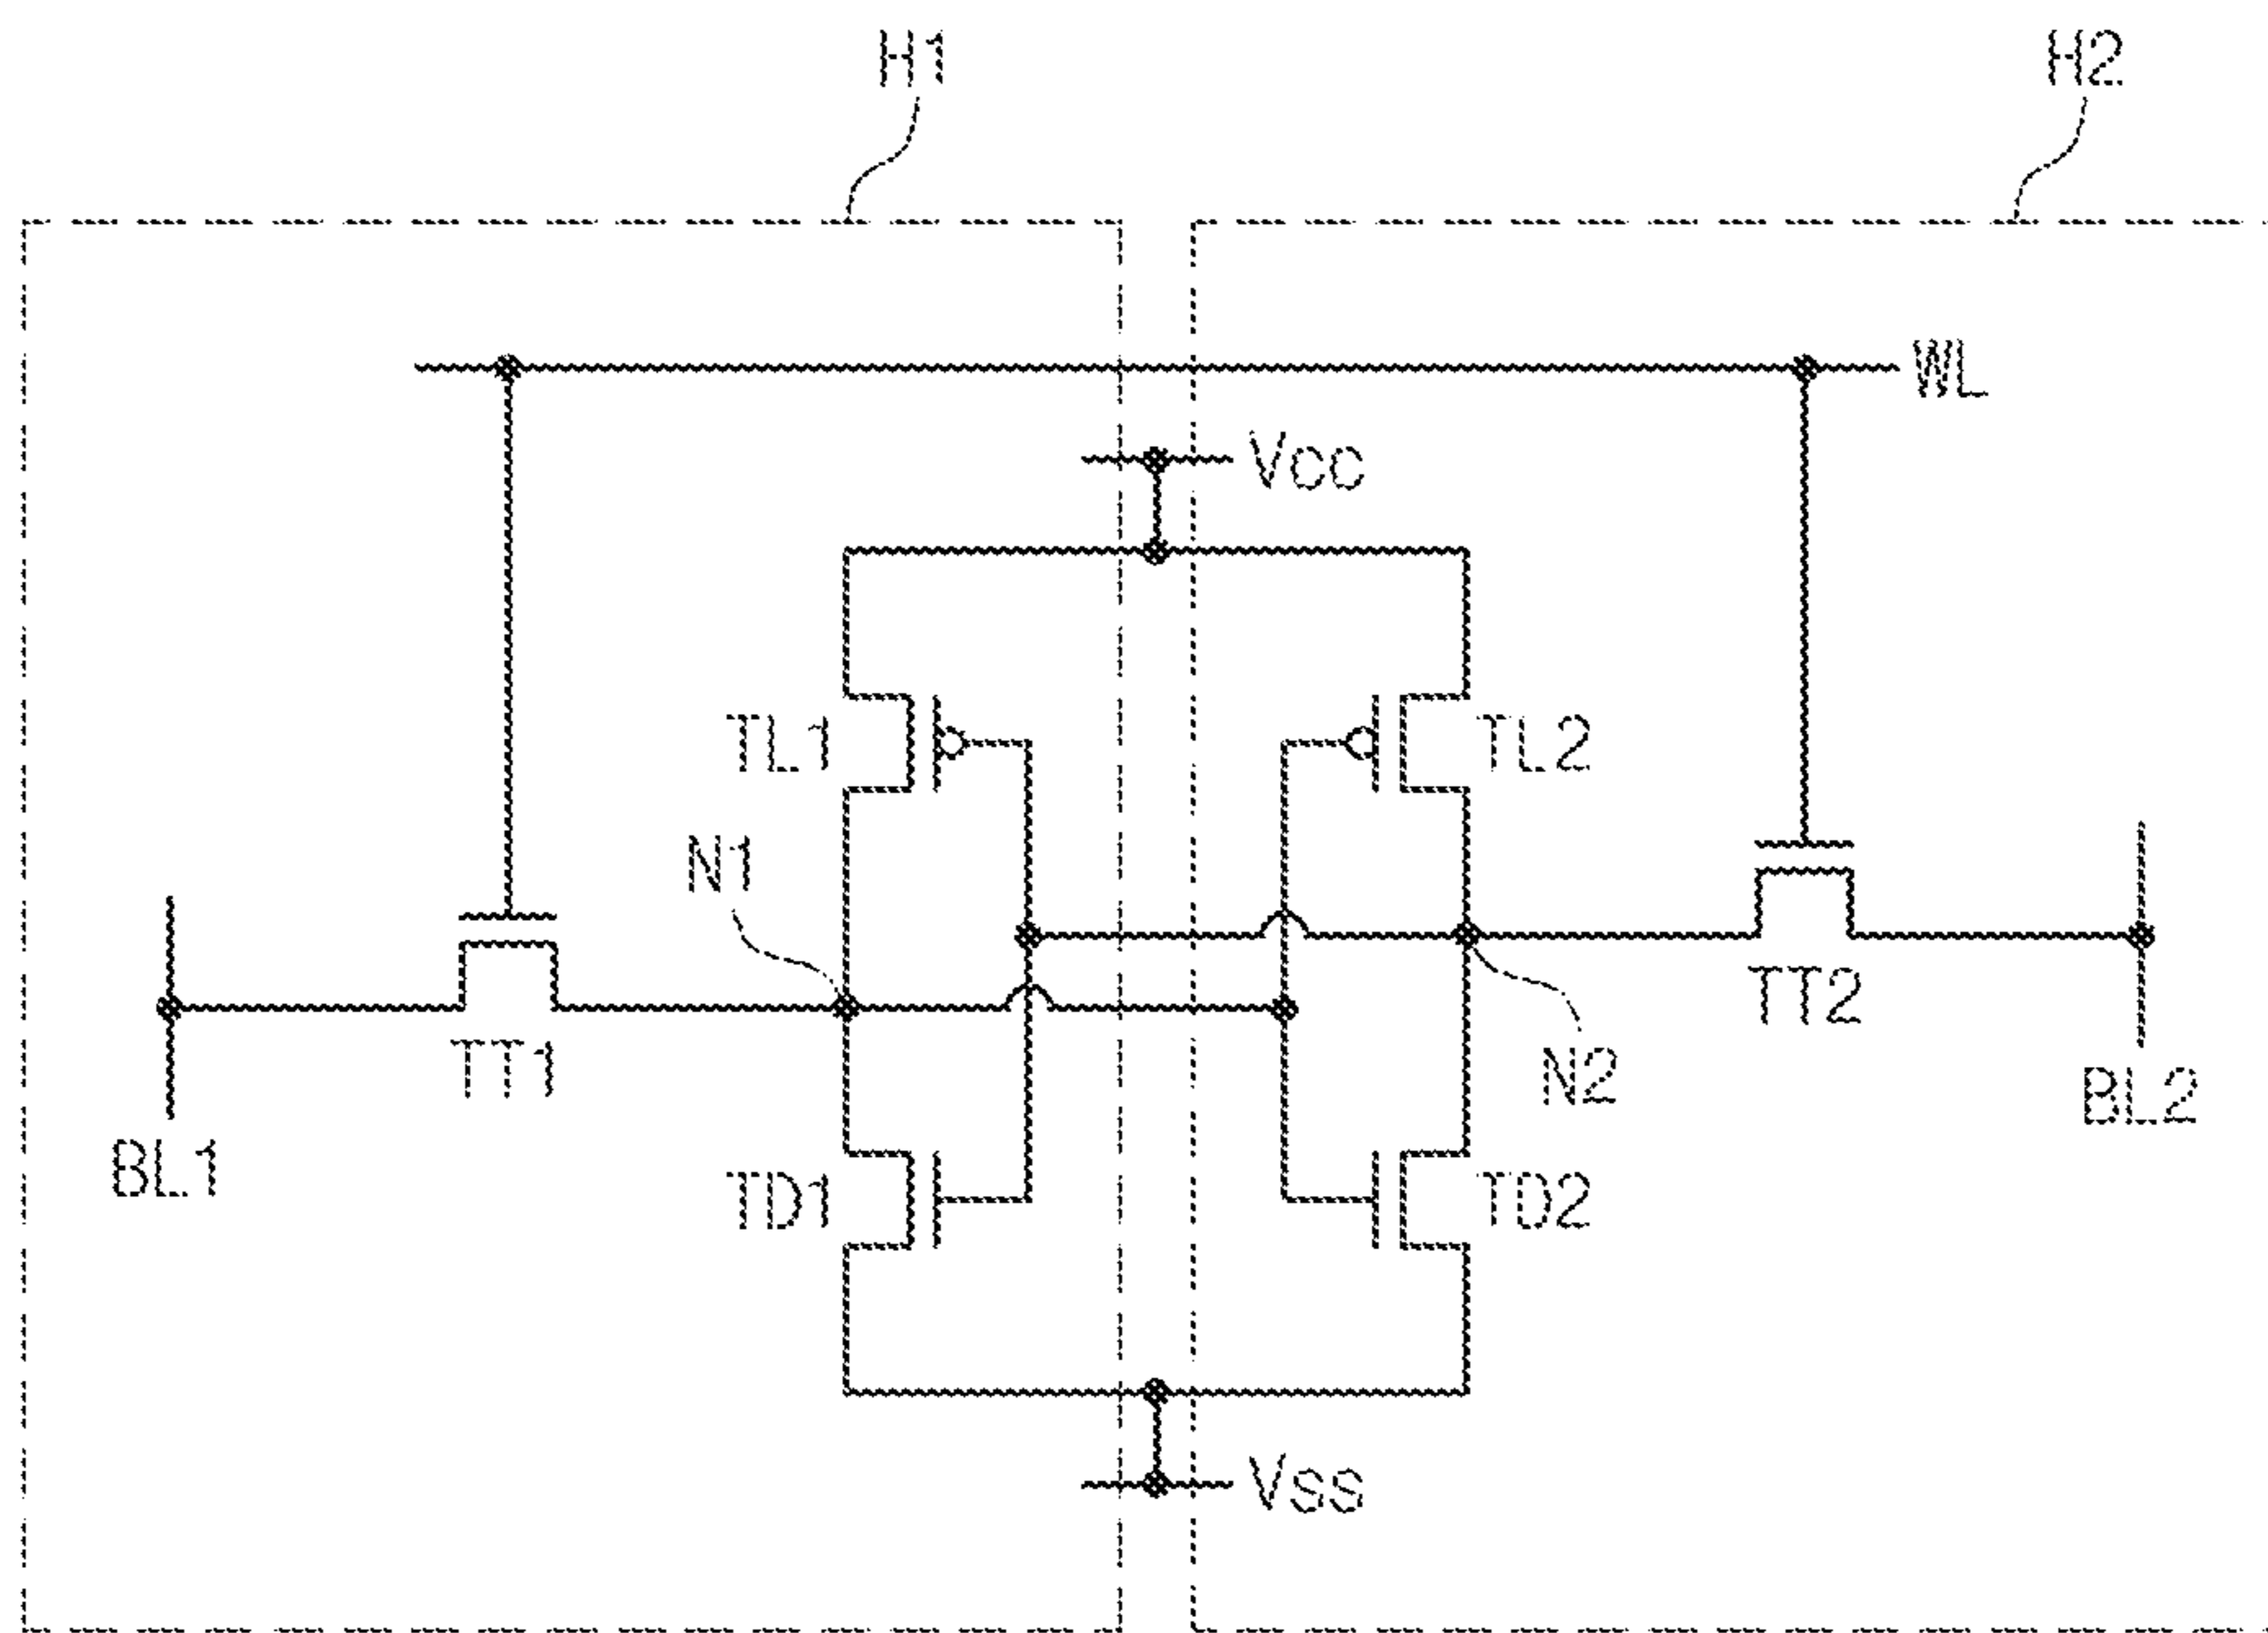 H1
H2
WL
Vcc
TL1
TL2
N1
TT1
TT2
N2
BL1
BL2
TD1
TD2
Vss